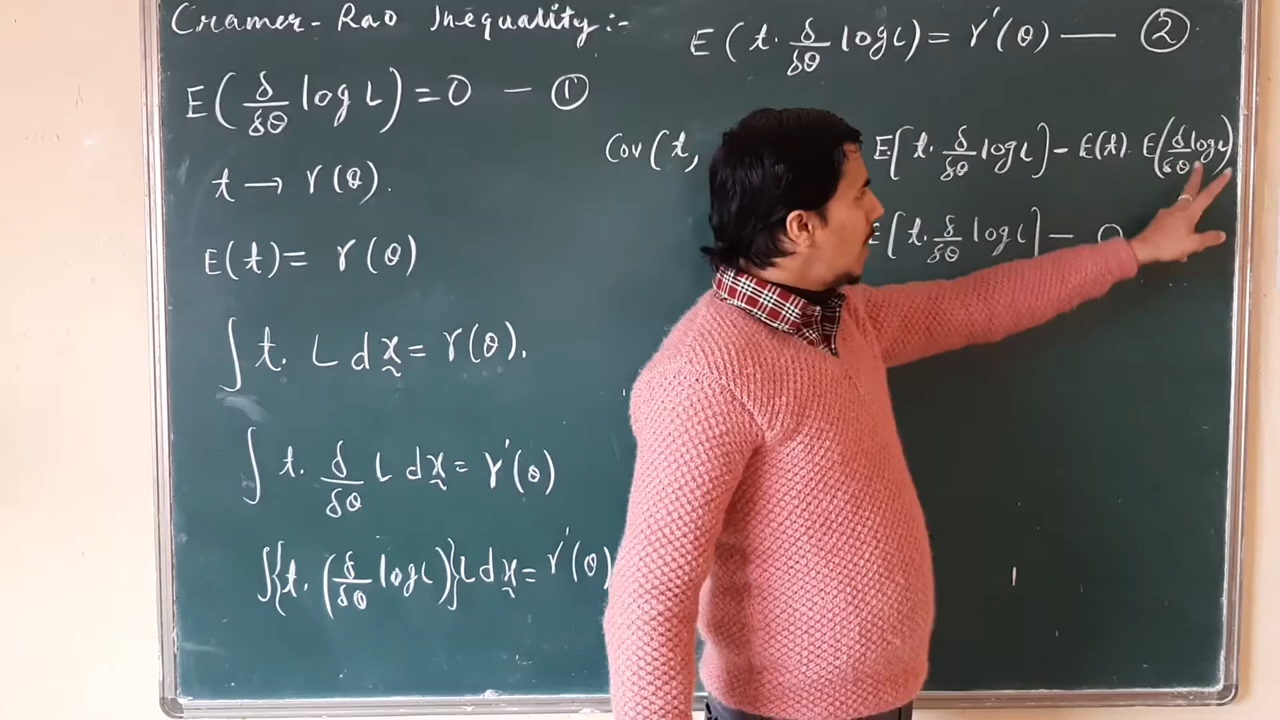 Cramer-Rao Inequality:-
E(δ/δθ log L) = 0 — ①
t → r(θ).
E(t) = r(θ)
∫ t. L dx̰ = r(θ).
∫ t. δ/δθ L dx̰ = r'(θ)
∫{t. (δ/δθ log L)} L dx̰ = r'(θ)
E(t. δ/δθ log L) = r'(θ) — ②
Cov(t, E[t. δ/δθ log L] - E(t). E(δ/δθ log L)
E[t. δ/δθ log L] - 0